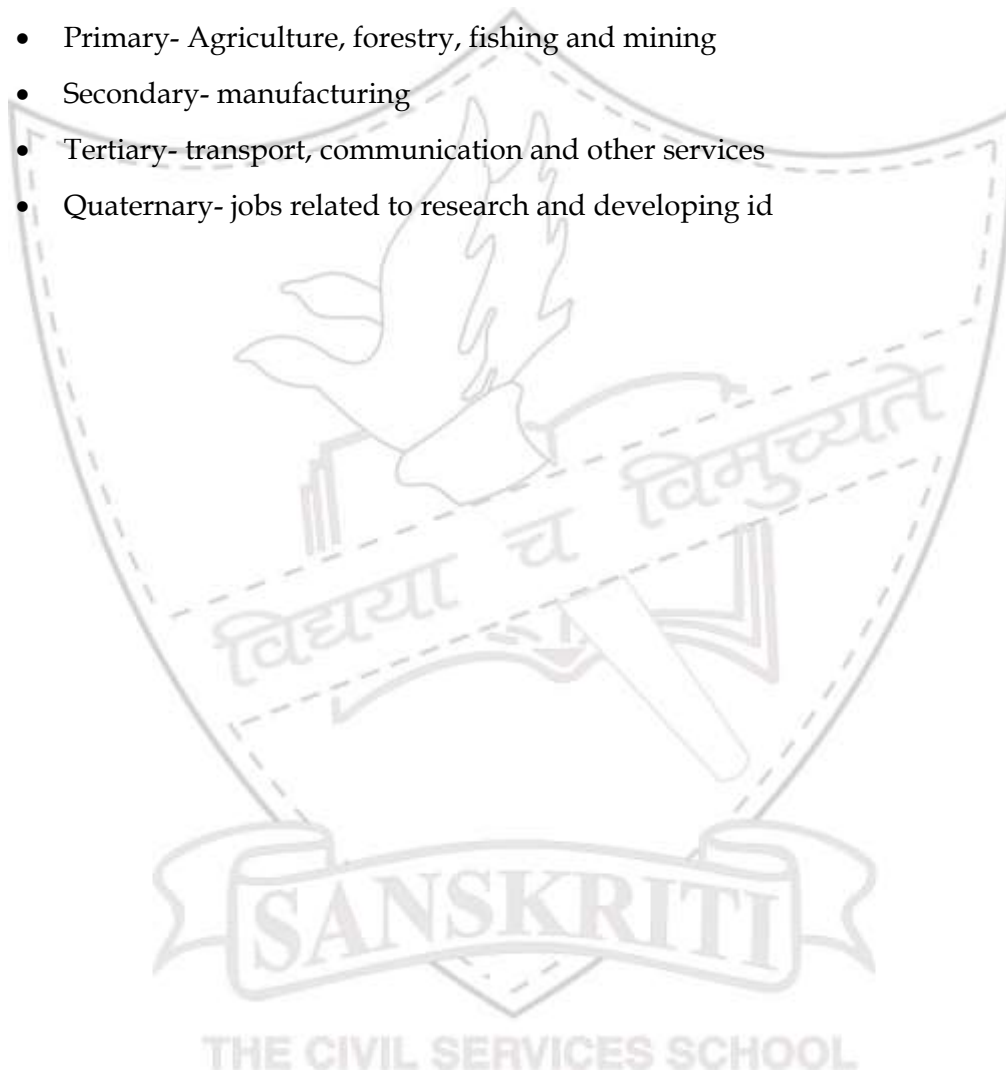 • Primary- Agriculture, forestry, fishing and mining
• Secondary- manufacturing
• Tertiary- transport, communication and other services
• Quaternary- jobs related to research and developing id
विद्यया च विमुच्यते
SANSKRITI
THE CIVIL SERVICES SCHOOL